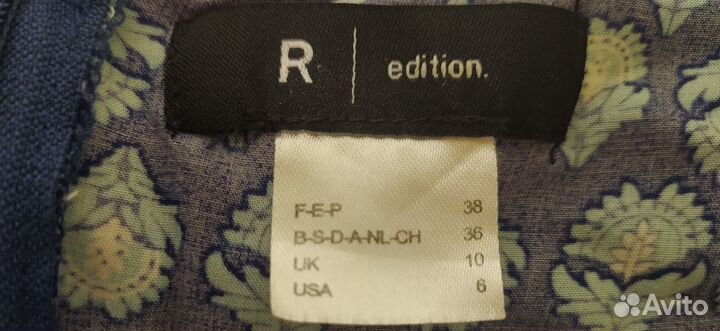 R | edition.
F-E-P 38
B-S-D-A-NL-CH 36
UK 10
USA 6
Avito